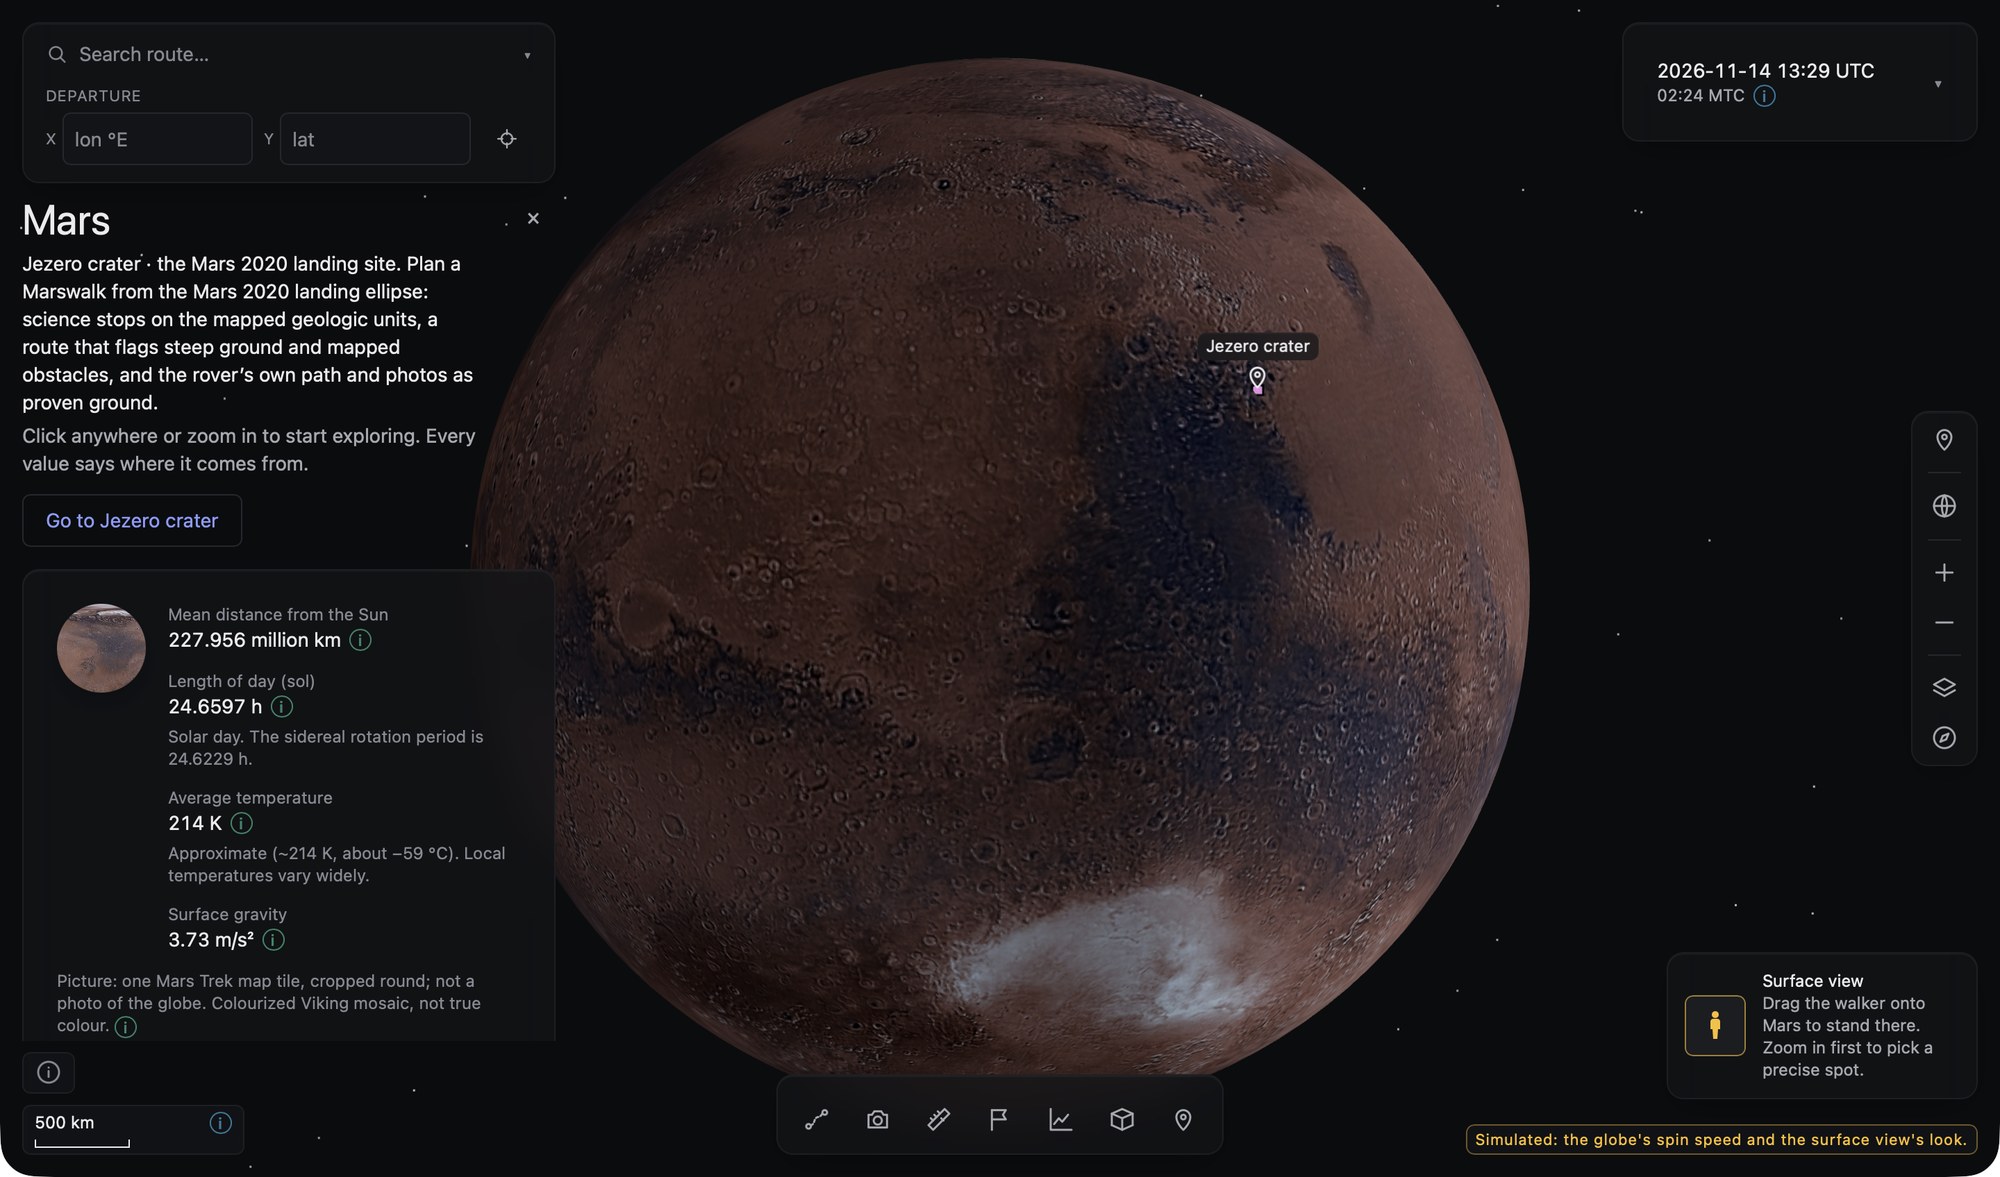 Search route...
DEPARTURE
X lon °E Y lat
Mars
Jezero crater · the Mars 2020 landing site. Plan a
Marswalk from the Mars 2020 landing ellipse:
science stops on the mapped geologic units, a
route that flags steep ground and mapped
obstacles, and the rover’s own path and photos as
proven ground.
Click anywhere or zoom in to start exploring. Every
value says where it comes from.
Go to Jezero crater
Mean distance from the Sun
227.956 million km
Length of day (sol)
24.6597 h
Solar day. The sidereal rotation period is
24.6229 h.
Average temperature
214 K
Approximate (~214 K, about −59 °C). Local
temperatures vary widely.
Surface gravity
3.73 m/s²
Picture: one Mars Trek map tile, cropped round; not a
photo of the globe. Colourized Viking mosaic, not true
colour.
500 km
Jezero crater
2026-11-14 13:29 UTC
02:24 MTC
Surface view
Drag the walker onto
Mars to stand there.
Zoom in first to pick a
precise spot.
Simulated: the globe's spin speed and the surface view's look.